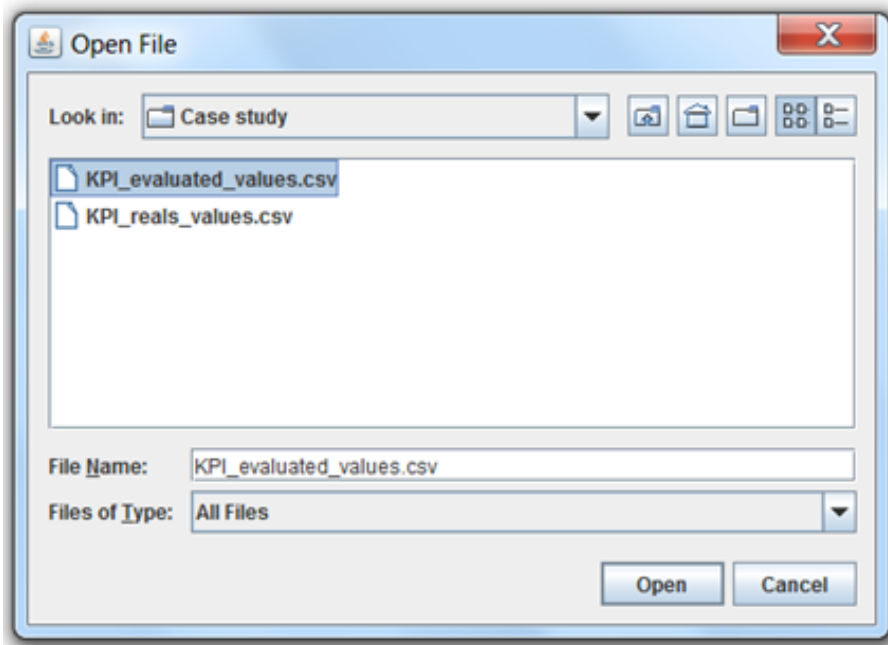 Open File
Look in: Case study
KPI_evaluated_values.csv
KPI_reals_values.csv
File Name: KPI_evaluated_values.csv
Files of Type: All Files
Open Cancel